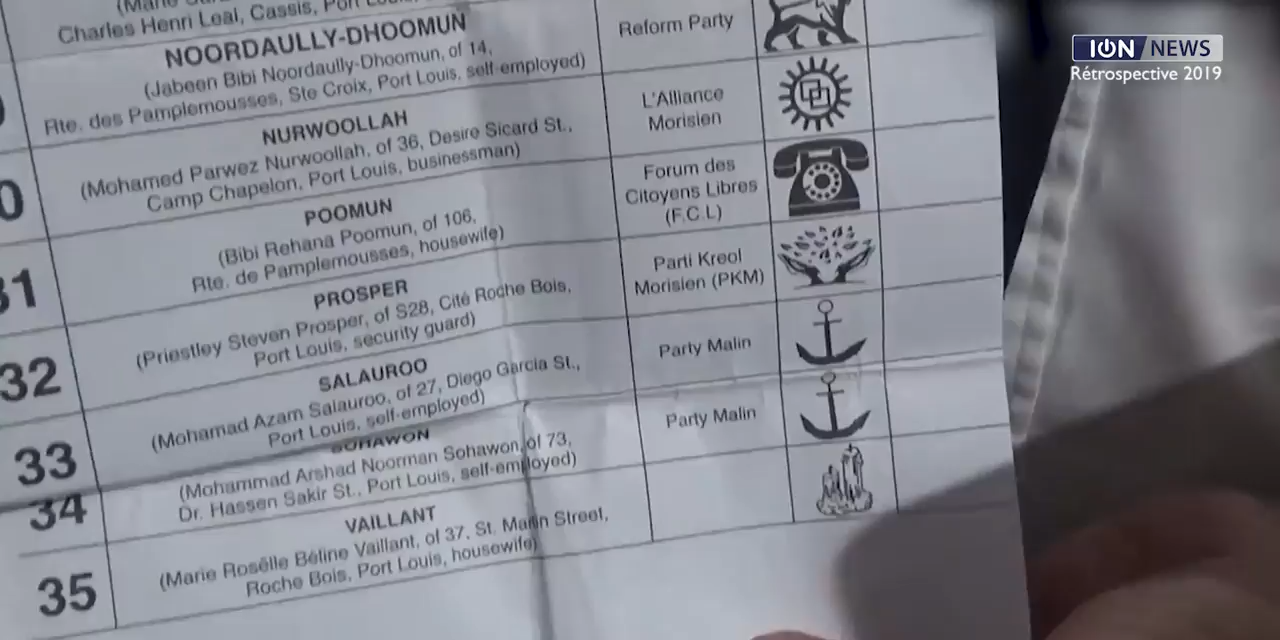 ION NEWS
Rétrospective 2019
Charles Henri Leal, Cassis, Port
NOORDAULLY-DHOOMUN
(Jabeen Bibi Noordaully-Dhoomun, of 14,
Rte. des Pamplemousses, Ste Croix, Port Louis, self-employed)
Reform Party
0
NURWOOLLAH
(Mohamed Parwez Nurwoollah, of 36, Desire Sicard St.,
Camp Chapelon, Port Louis, businessman)
L'Alliance
Morisien
31
POOMUN
(Bibi Rehana Poomun, of 106,
Rte. de Pamplemousses, housewife)
Forum des
Citoyens Libres
(F.C.L)
32
PROSPER
(Priestley Steven Prosper, of S28, Cité Roche Bois,
Port Louis, security guard)
Parti Kreol
Morisien (PKM)
33
SALAUROO
(Mohamad Azam Salauroo, of 27, Diego Garcia St.,
Port Louis, self-employed)
Party Malin
34
SOHAWON
(Mohammad Arshad Noorman Sohawon, of 73,
Dr. Hassen Sakir St., Port Louis, self-employed)
Party Malin
35
VAILLANT
(Marie Rosêlle Béline Vaillant, of 37, St. Martin Street,
Roche Bois, Port Louis, housewife)